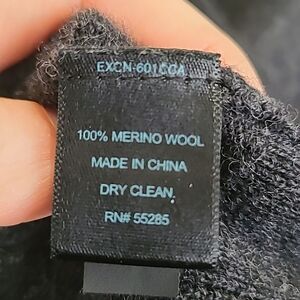 EXCN-601CCA
100% MERINO WOOL
MADE IN CHINA
DRY CLEAN
RN# 55285